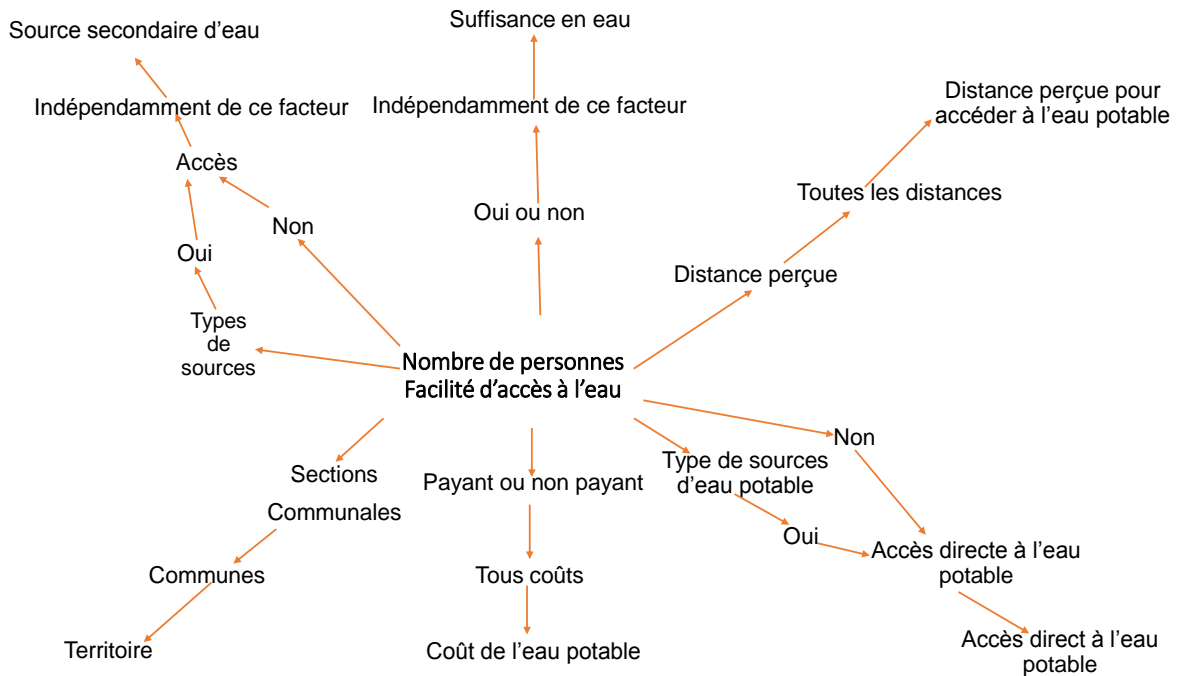 Source secondaire d'eau
Suffisance en eau
Indépendamment de ce facteur
Indépendamment de ce facteur
Distance perçue pour
accéder à l'eau potable
Accès
Toutes les distances
Non
Oui ou non
Oui
Distance perçue
Types
de
sources
Nombre de personnes
Facilité d'accès à l'eau
Non
Type de sources
d'eau potable
Sections
Communales
Payant ou non payant
Oui
Accès directe à l'eau
potable
Communes
Tous coûts
Territoire
Coût de l'eau potable
Accès direct à l'eau
potable